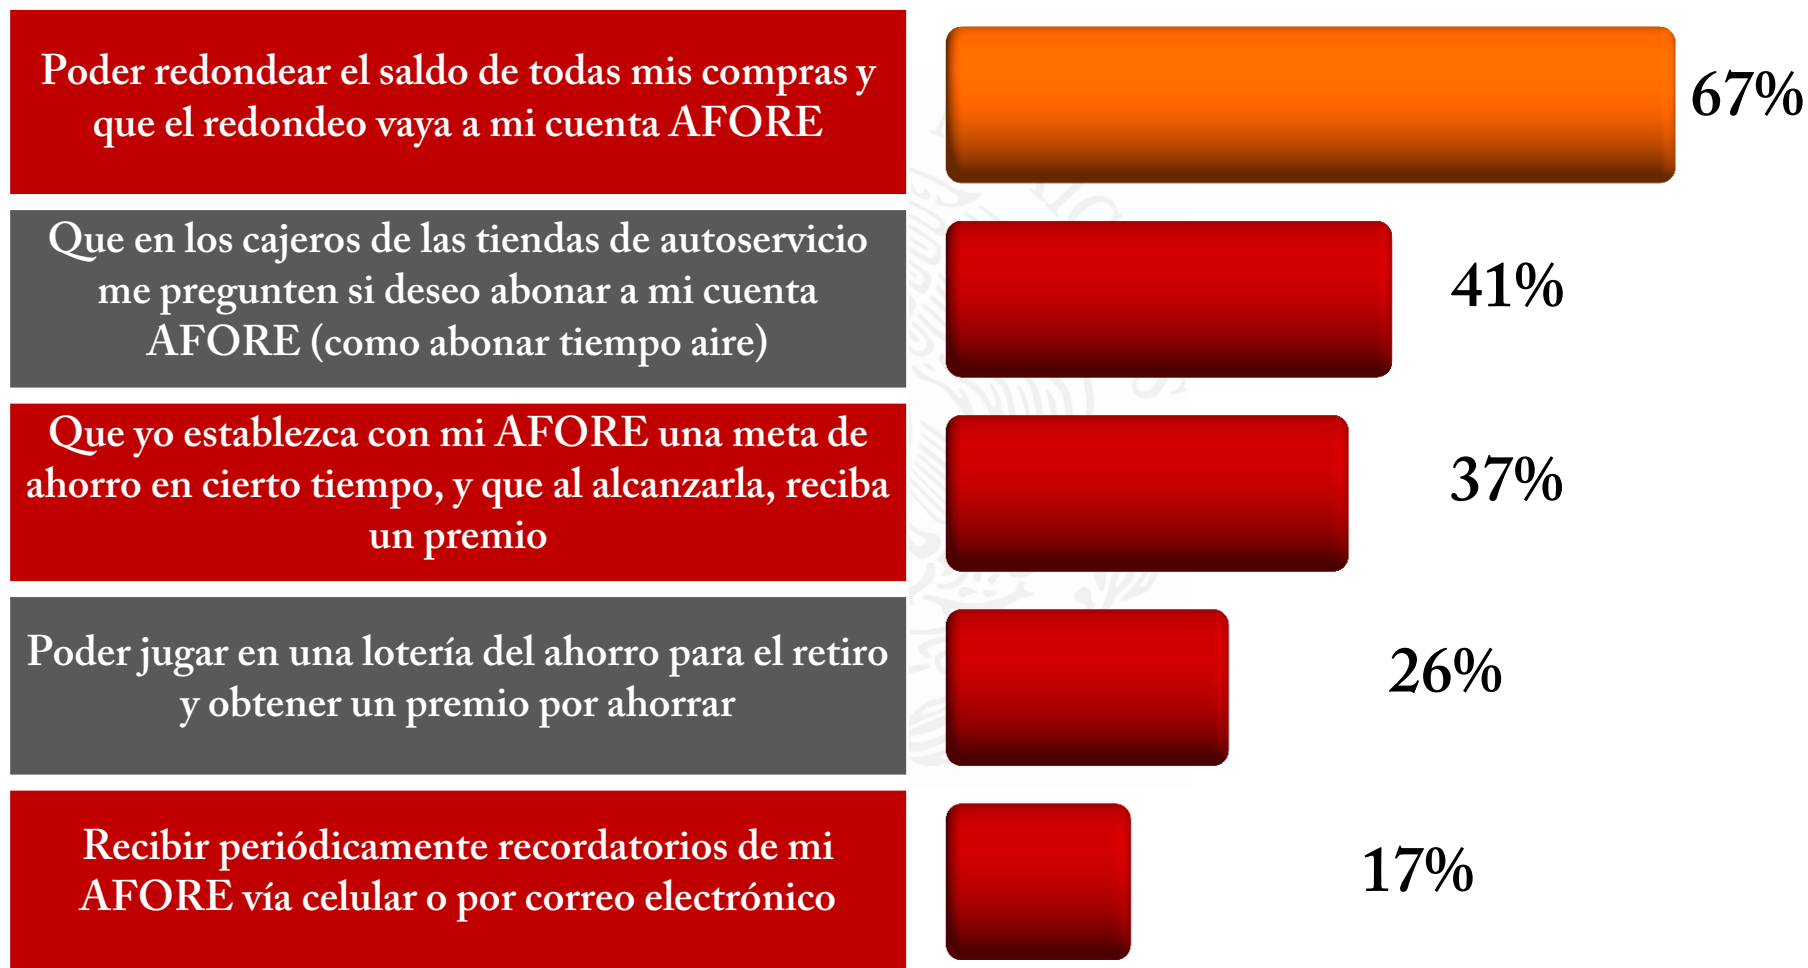 Poder redondear el saldo de todas mis compras y
que el redondeo vaya a mi cuenta AFORE
67%
Que en los cajeros de las tiendas de autoservicio
me pregunten si deseo abonar a mi cuenta
AFORE (como abonar tiempo aire)
41%
Que yo establezca con mi AFORE una meta de
ahorro en cierto tiempo, y que al alcanzarla, reciba
un premio
37%
Poder jugar en una lotería del ahorro para el retiro
y obtener un premio por ahorrar
26%
Recibir periódicamente recordatorios de mi
AFORE vía celular o por correo electrónico
17%